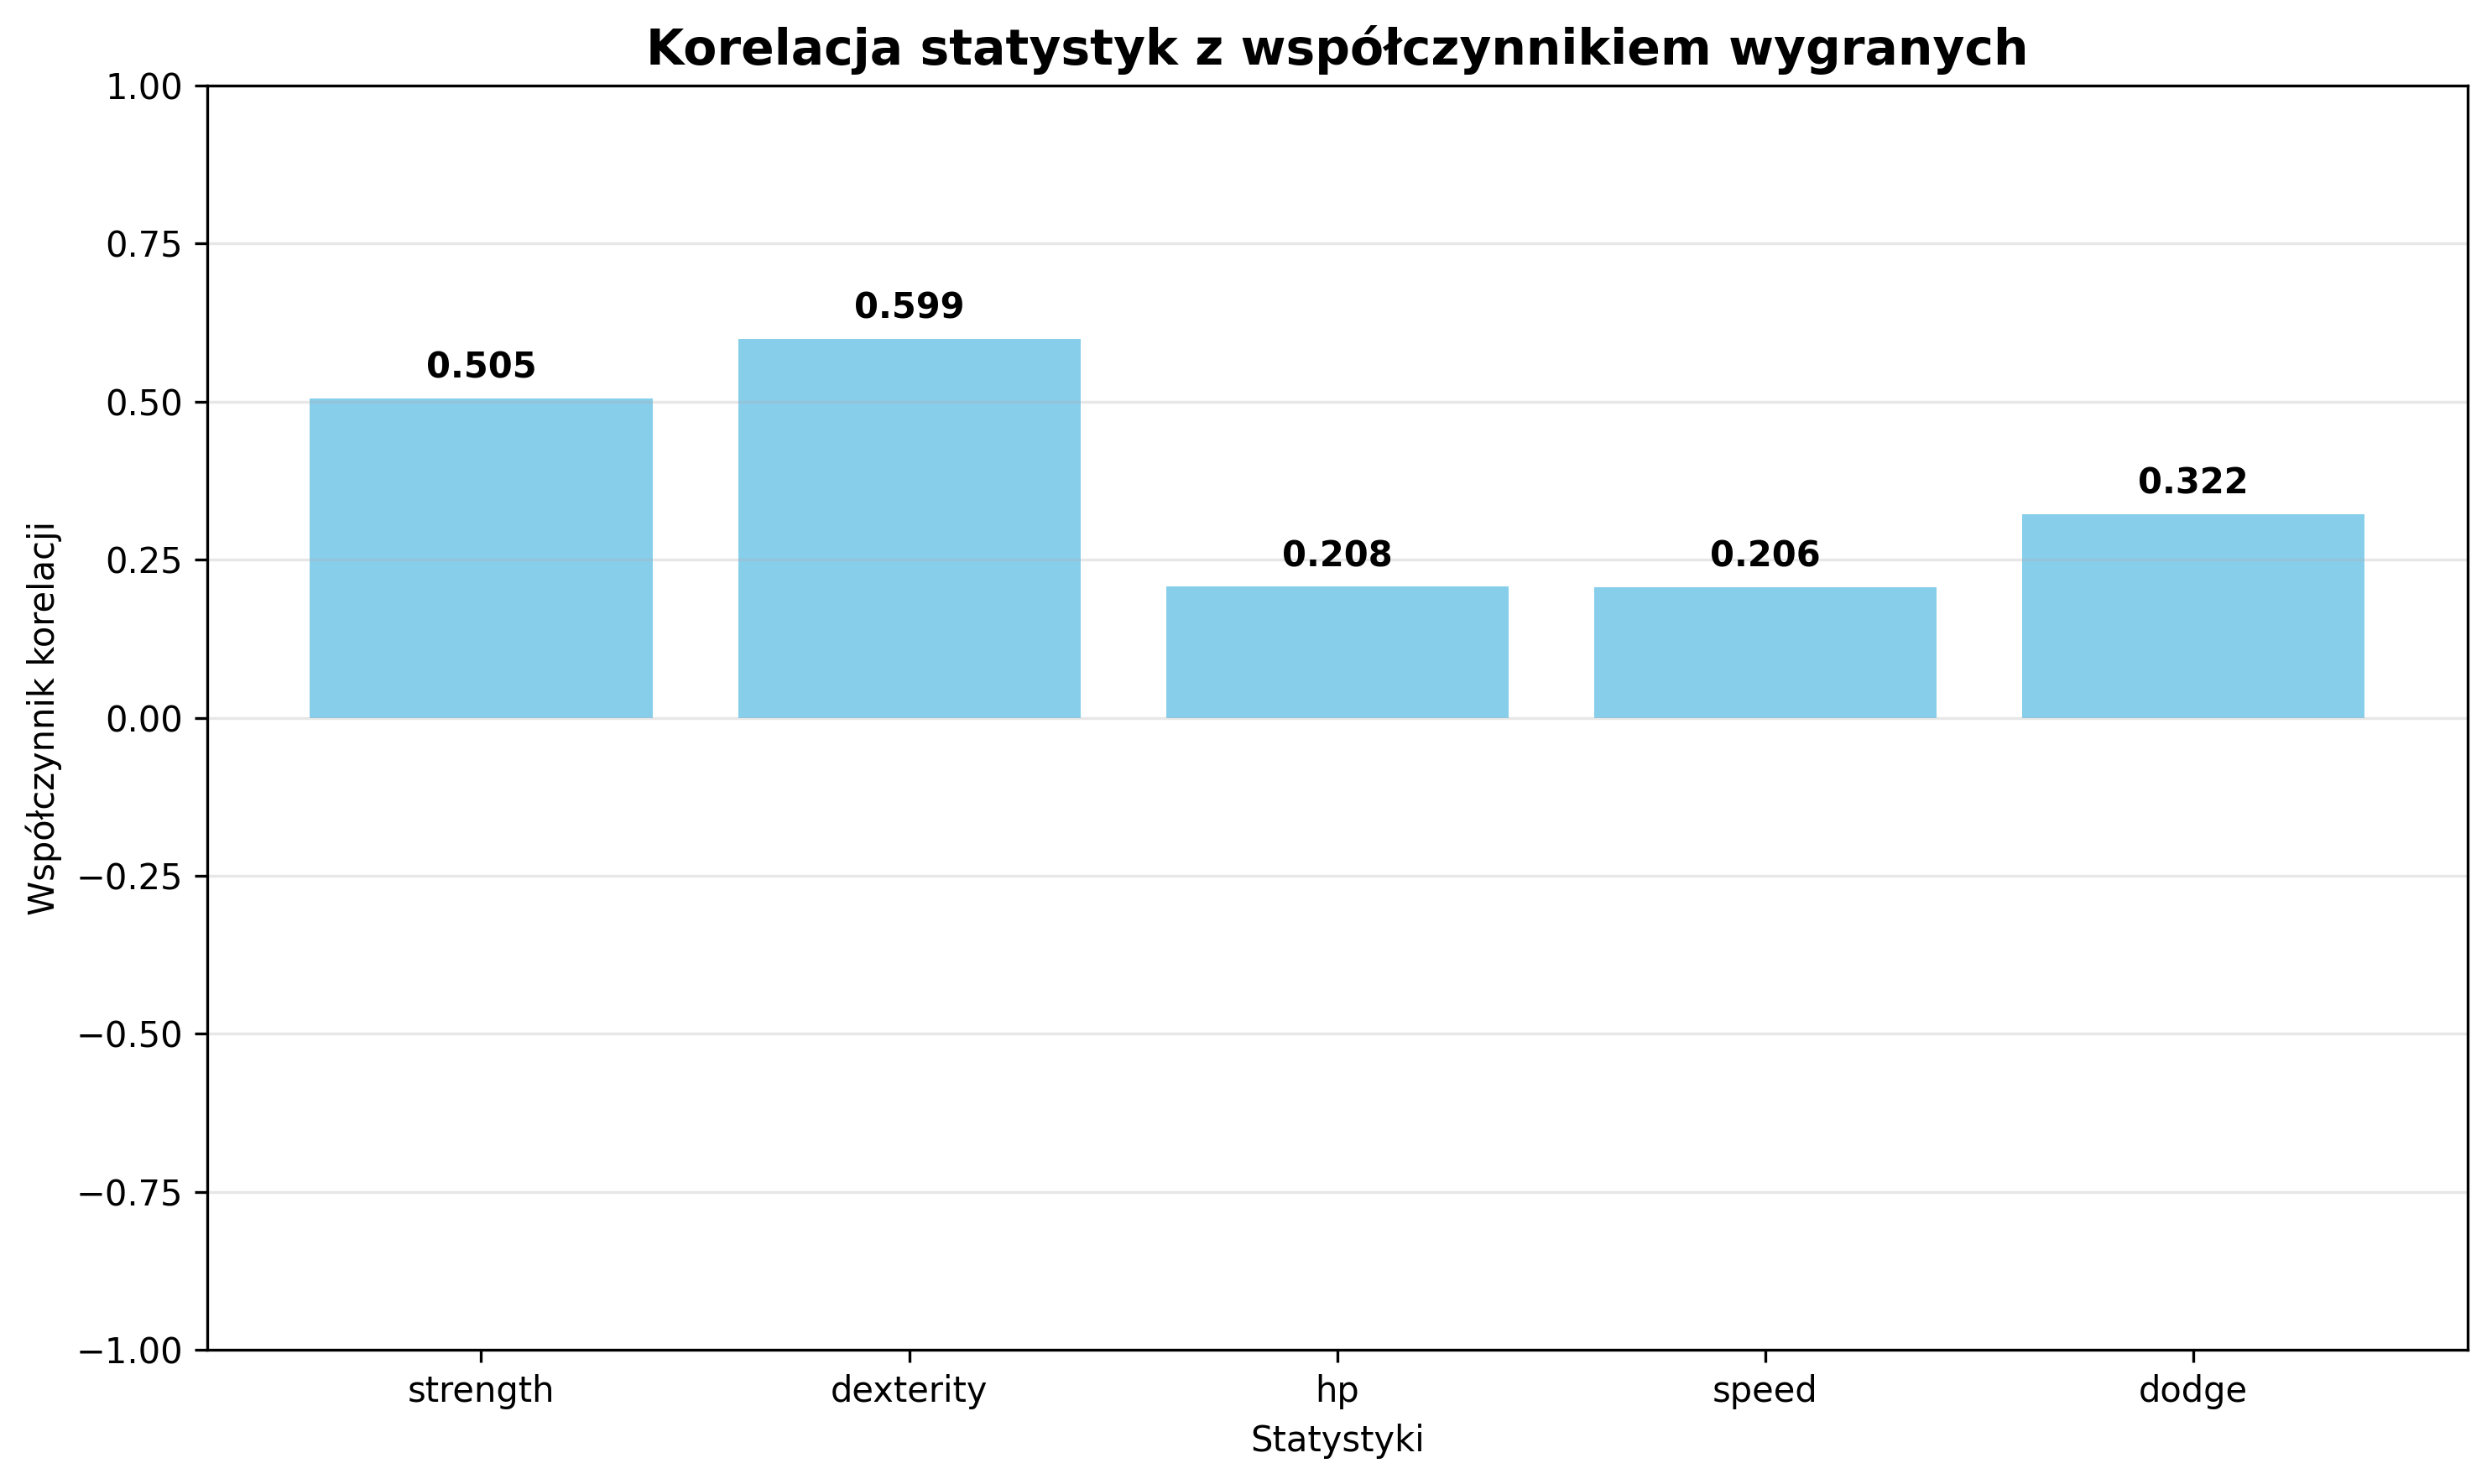 Korelacja statystyk z współczynnikiem wygranych
Współczynnik korelacji
1.00
0.75
0.50
0.25
0.00
−0.25
−0.50
−0.75
−1.00
0.505
0.599
0.208
0.206
0.322
strength
dexterity
hp
speed
dodge
Statystyki